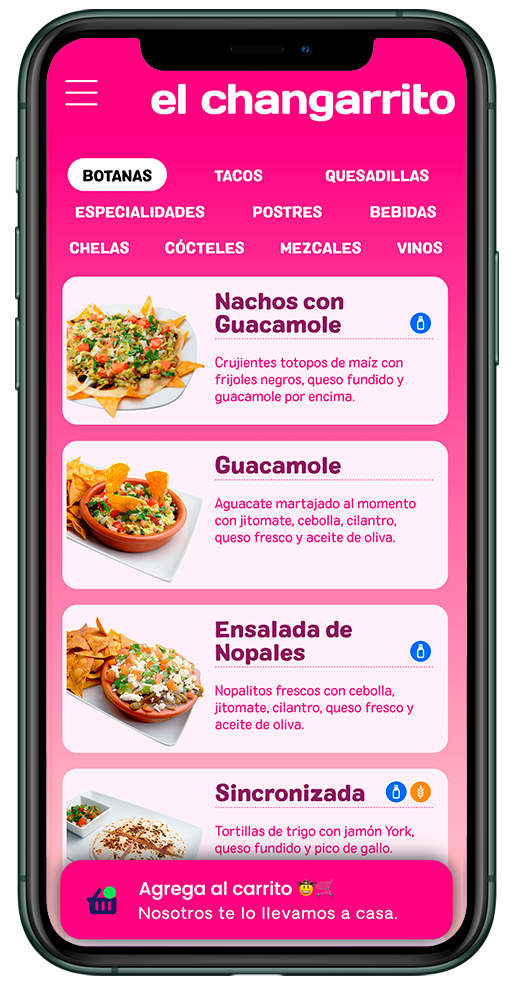 el changarrito
BOTANAS TACOS QUESADILLAS
ESPECIALIDADES POSTRES BEBIDAS
CHELAS CÓCTELES MEZCALES VINOS
Nachos con
Guacamole
Crujientes totopos de maíz con
frijoles negros, queso fundido y
guacamole por encima.
Guacamole
Aguacate martajado al momento
con jitomate, cebolla, cilantro,
queso fresco y aceite de oliva.
Ensalada de
Nopales
Nopalitos frescos con cebolla,
jitomate, cilantro, queso fresco y
aceite de oliva.
Sincronizada
Tortillas de trigo con jamón York,
queso fundido y pico de gallo.
Agrega al carrito 🤠🛒
Nosotros te lo llevamos a casa.